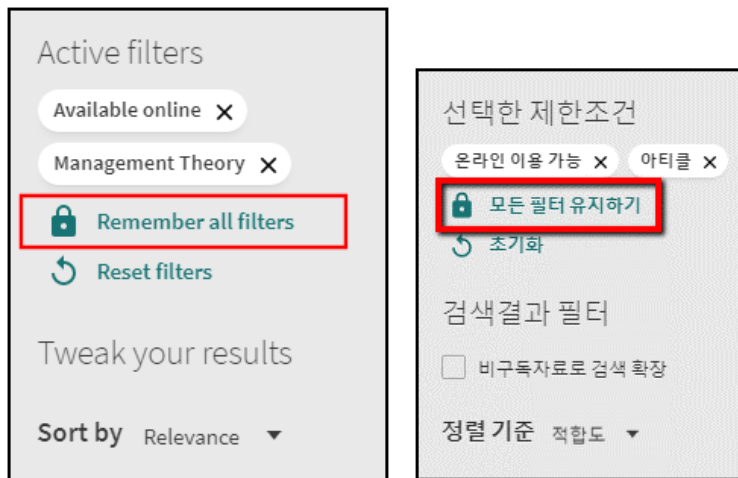 Active filters
Available online ×
Management Theory ×
Remember all filters
Reset filters
Tweak your results
Sort by Relevance
선택한 제한조건
온라인 이용 가능 × 아티클 ×
모든 필터 유지하기
초기화
검색결과 필터
비구독자료로 검색 확장
정렬 기준 적합도